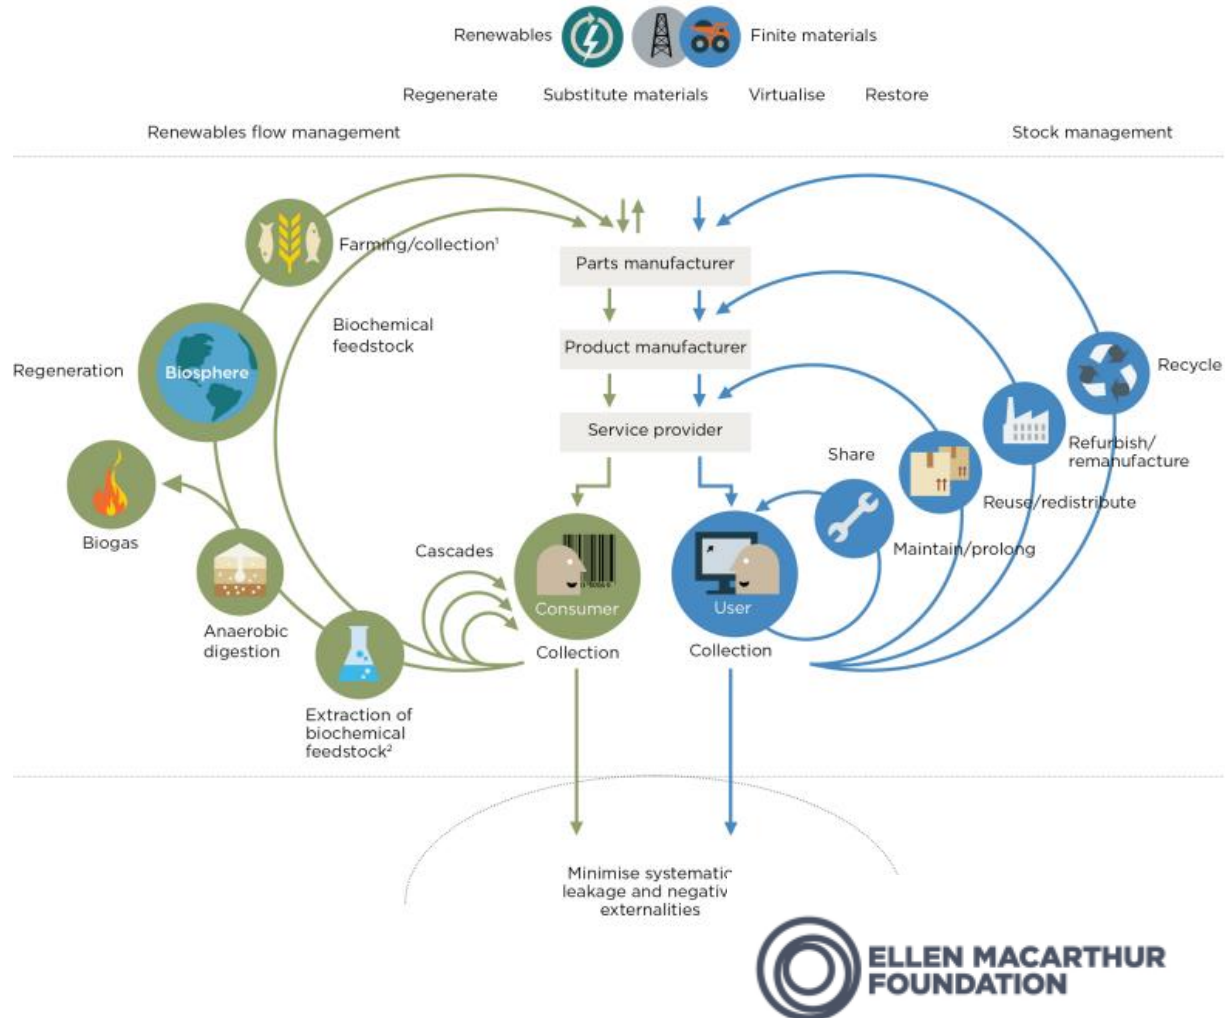 Renewables
Finite materials
Regenerate
Substitute materials
Virtualise
Restore
Renewables flow management
Stock management
Farming/collection¹
Parts manufacturer
Biochemical
feedstock
Product manufacturer
Regeneration
Biosphere
Recycle
Service provider
Share
Refurbish/
remanufacture
Reuse/redistribute
Biogas
Cascades
Maintain/prolong
Consumer
User
Anaerobic
digestion
Collection
Collection
Extraction of
biochemical
feedstock²
Minimise systematic
leakage and negativ
externalities
ELLEN MACARTHUR
FOUNDATION